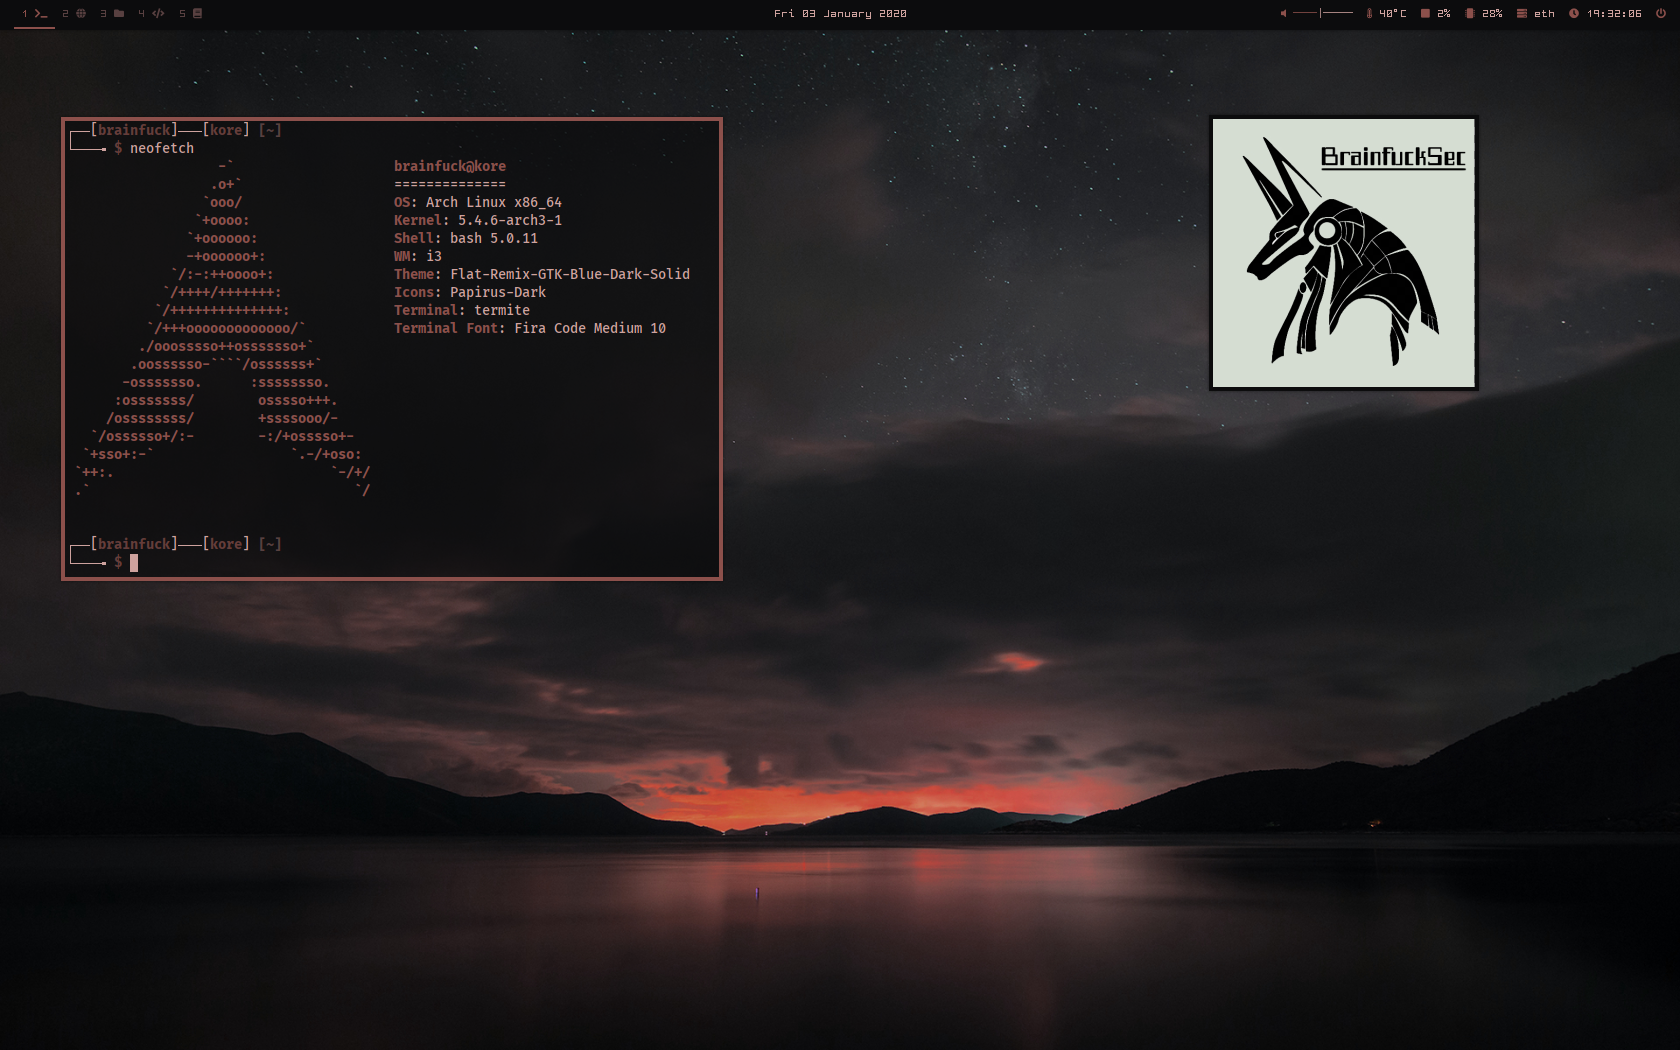 1 2 3 4 5
Fri 03 January 2020
40°C 2% 28% eth 19:32:06
[brainfuck]──[kore] [~]
$ neofetch
-`
.o+`
`ooo/
`+oooo:
`+oooooo:
-+oooooo+:
`/:-:++oooo+:
`/++++/+++++++:
`/++++++++++++++:
`/+++ooooooooooooo/`
./ooosssso++osssssso+`
.oossssso-````/ossssss+`
-osssssso. :ssssssso.
:osssssss/ osssso+++.
/ossssssss/ +ssssooo/-
`/ossssso+/:- -:/+osssso+-
`+sso+:-` `.-/+oso:
`++:. `-/+/
.` `/
brainfuck@kore
==============
OS: Arch Linux x86_64
Kernel: 5.4.6-arch3-1
Shell: bash 5.0.11
WM: i3
Theme: Flat-Remix-GTK-Blue-Dark-Solid
Icons: Papirus-Dark
Terminal: termite
Terminal Font: Fira Code Medium 10
[brainfuck]──[kore] [~]
$
BrainfuckSec